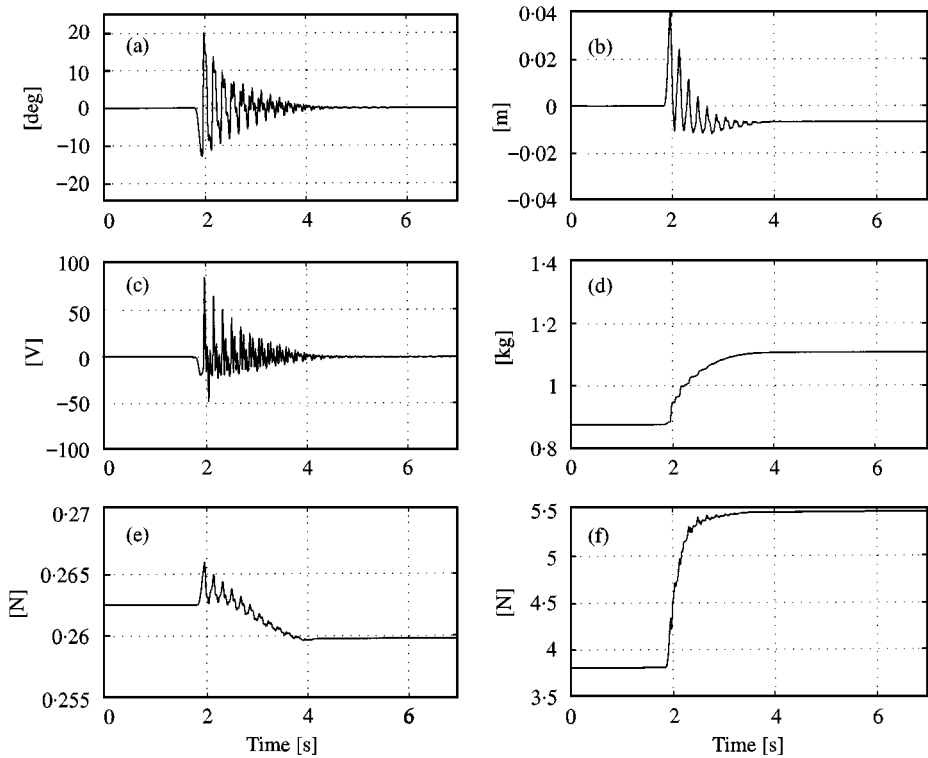 (a)
[deg]
20
10
0
−10
−20
0 2 4 6
(b)
[m]
0·04
0·02
0
−0·02
−0·04
0 2 4 6
(c)
[V]
100
50
0
−50
−100
0 2 4 6
(d)
[kg]
1·4
1·2
1
0·8
0 2 4 6
(e)
[N]
0·27
0·265
0·26
0·255
0 2 4 6
Time [s]
(f)
[N]
5·5
5
4·5
4
3·5
0 2 4 6
Time [s]